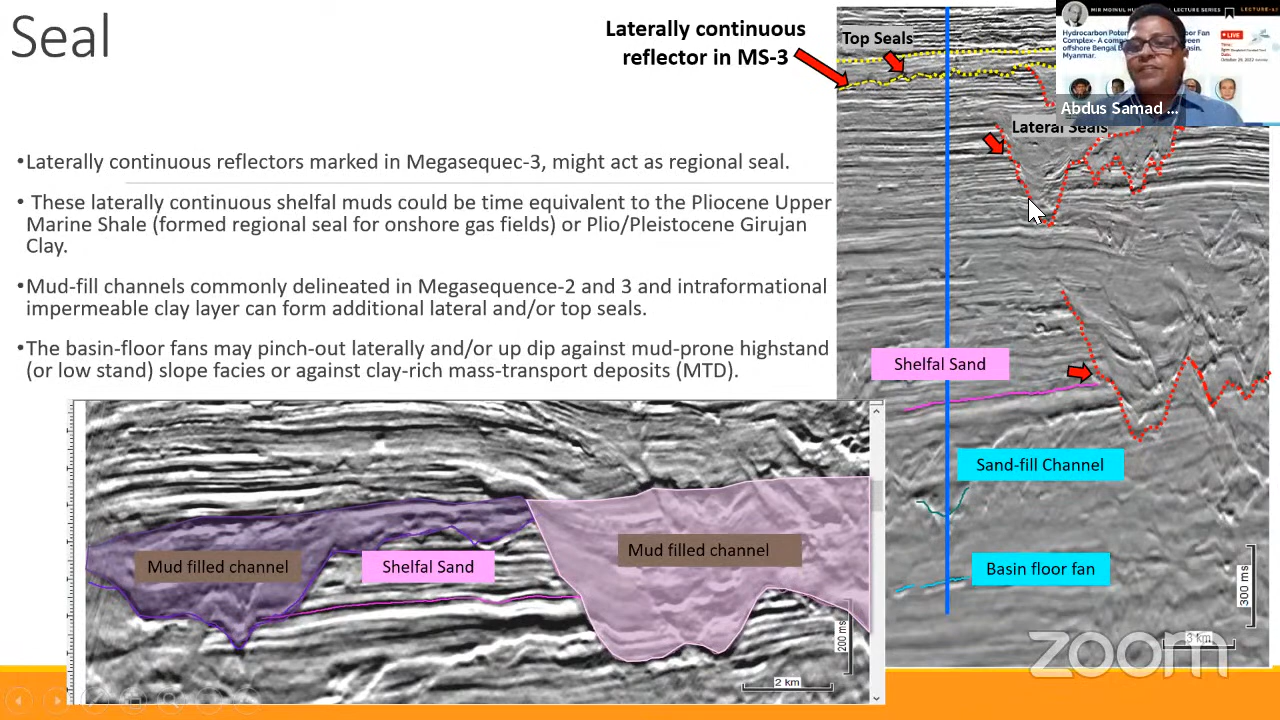 Seal
Laterally continuous
reflector in MS-3
Top Seals
Lateral Seals
•Laterally continuous reflectors marked in Megasequec-3, might act as regional seal.
• These laterally continuous shelfal muds could be time equivalent to the Pliocene Upper
Marine Shale (formed regional seal for onshore gas fields) or Plio/Pleistocene Girujan
Clay.
•Mud-fill channels commonly delineated in Megasequence-2 and 3 and intraformational
impermeable clay layer can form additional lateral and/or top seals.
•The basin-floor fans may pinch-out laterally and/or up dip against mud-prone highstand
(or low stand) slope facies or against clay-rich mass-transport deposits (MTD).
Shelfal Sand
Sand-fill Channel
Basin floor fan
300 ms
3 km
Mud filled channel
Shelfal Sand
Mud filled channel
200 ms
2 km
MIR MOINUL LECTURE SERIES
Hydrocarbon
Fan
Complex-
offshore Bengal
Myanmar.
LIVE
Abdus Samad ...
zoom